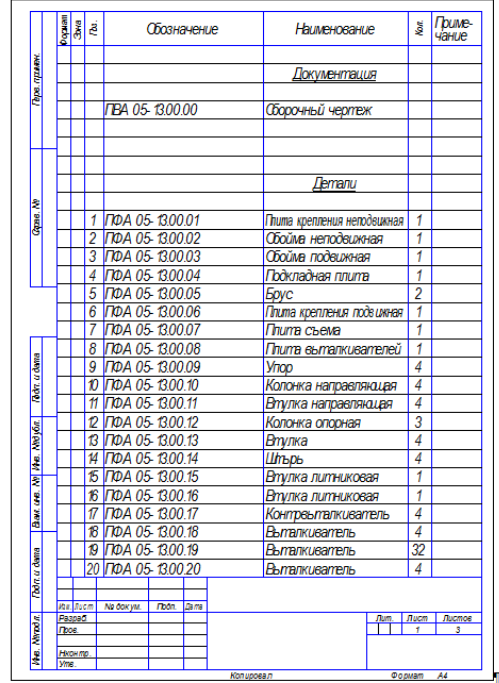 Формат Зона Поз. Обозначение Наименование Кол. Приме-
чание
Документация
ПВА 05-13.00.00 Сборочный чертеж
Детали
1 ПФА 05-13.00.01 Плита крепления неподвижная 1
2 ПФА 05-13.00.02 Обойма неподвижная 1
3 ПФА 05-13.00.03 Обойма подвижная 1
4 ПФА 05-13.00.04 Подкладная плита 1
5 ПФА 05-13.00.05 Брус 2
6 ПФА 05-13.00.06 Плита крепления подвижная 1
7 ПФА 05-13.00.07 Плита съема 1
8 ПФА 05-13.00.08 Плита выталкивателей 1
9 ПФА 05-13.00.09 Упор 4
10 ПФА 05-13.00.10 Колонка направляющая 4
11 ПФА 05-13.00.11 Втулка направляющая 4
12 ПФА 05-13.00.12 Колонка опорная 3
13 ПФА 05-13.00.13 Втулка 4
14 ПФА 05-13.00.14 Штырь 4
15 ПФА 05-13.00.15 Втулка литниковая 1
16 ПФА 05-13.00.16 Втулка литниковая 1
17 ПФА 05-13.00.17 Контрвыталкиватель 4
18 ПФА 05-13.00.18 Выталкиватель 4
19 ПФА 05-13.00.19 Выталкиватель 32
20 ПФА 05-13.00.20 Выталкиватель 4
Перв. примен.
Справ. №
Подп. и дата
Инв. № дубл.
Взам. инв. №
Подп. и дата
Инв. № подл.
Изм. Лист № докум. Подп. Дата
Разраб.
Пров.
Н.контр.
Утв.
Лит. Лист Листов
1 3
Копировал Формат А4